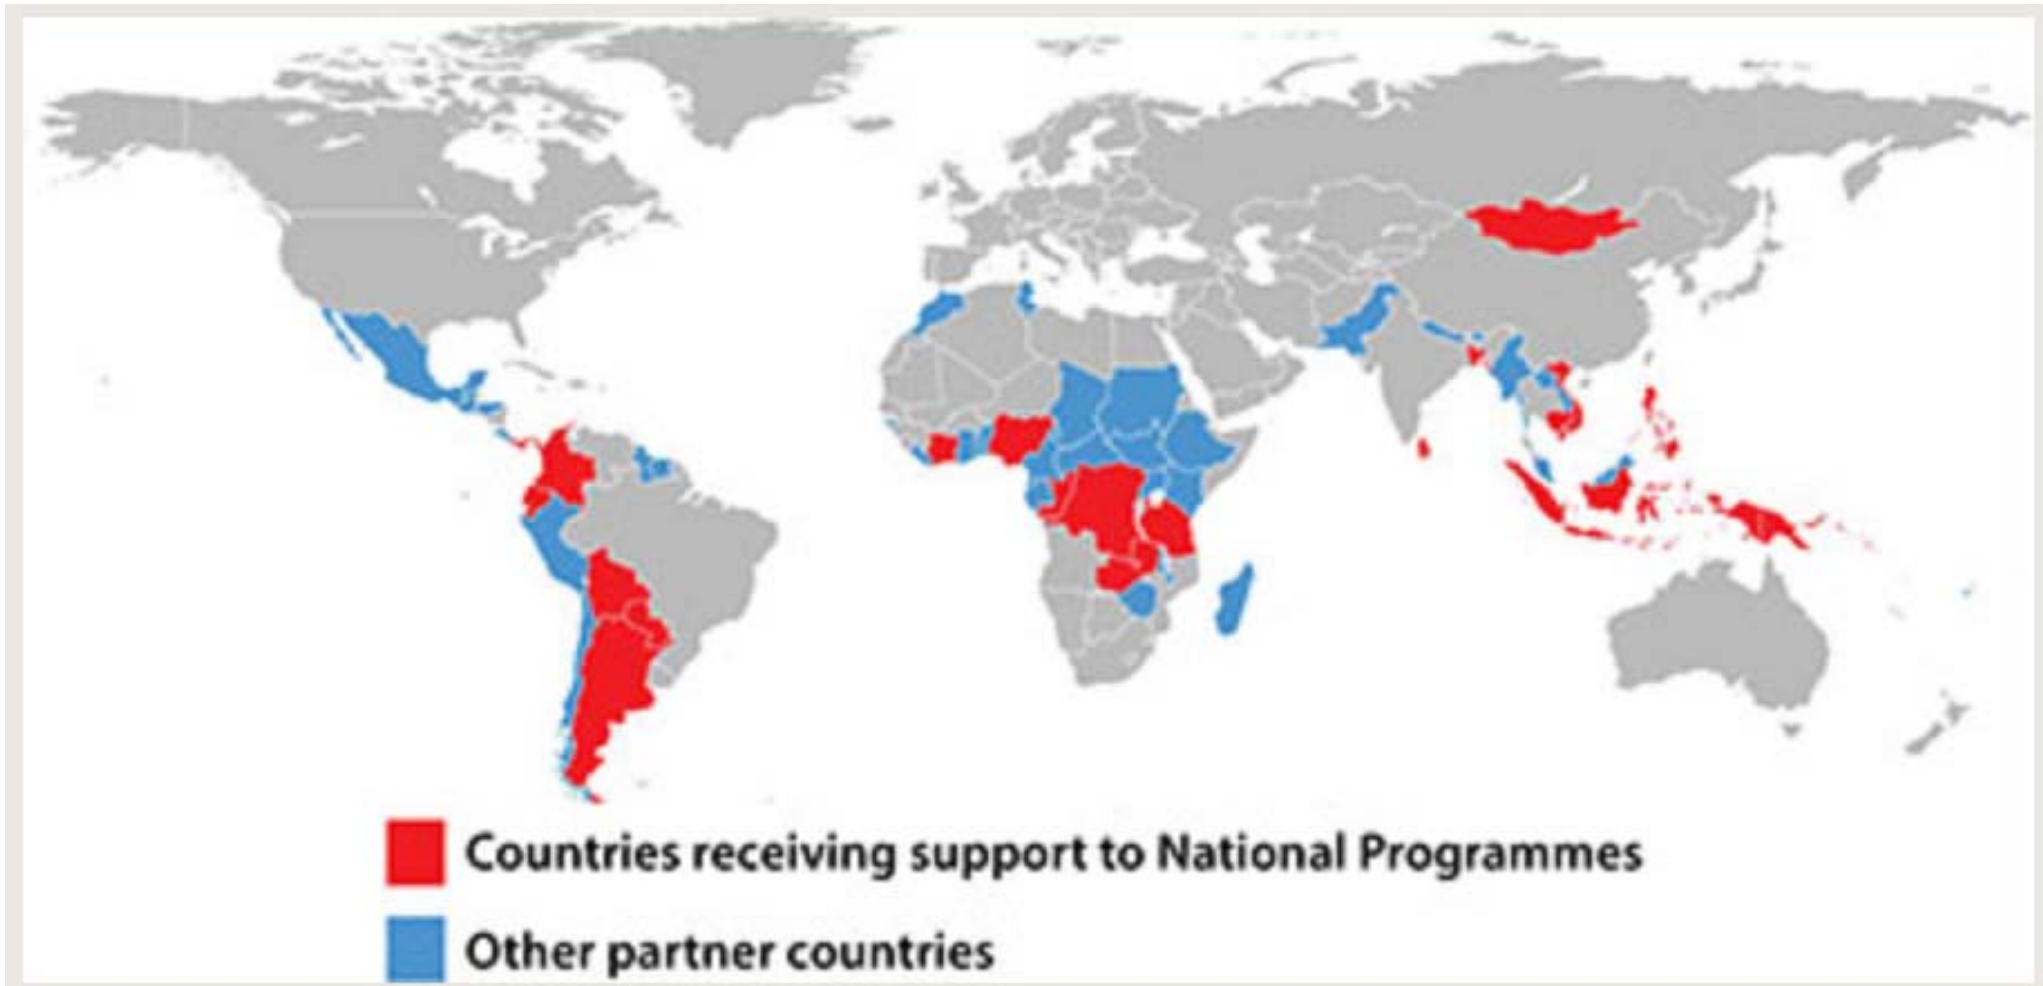 Countries receiving support to National Programmes
Other partner countries